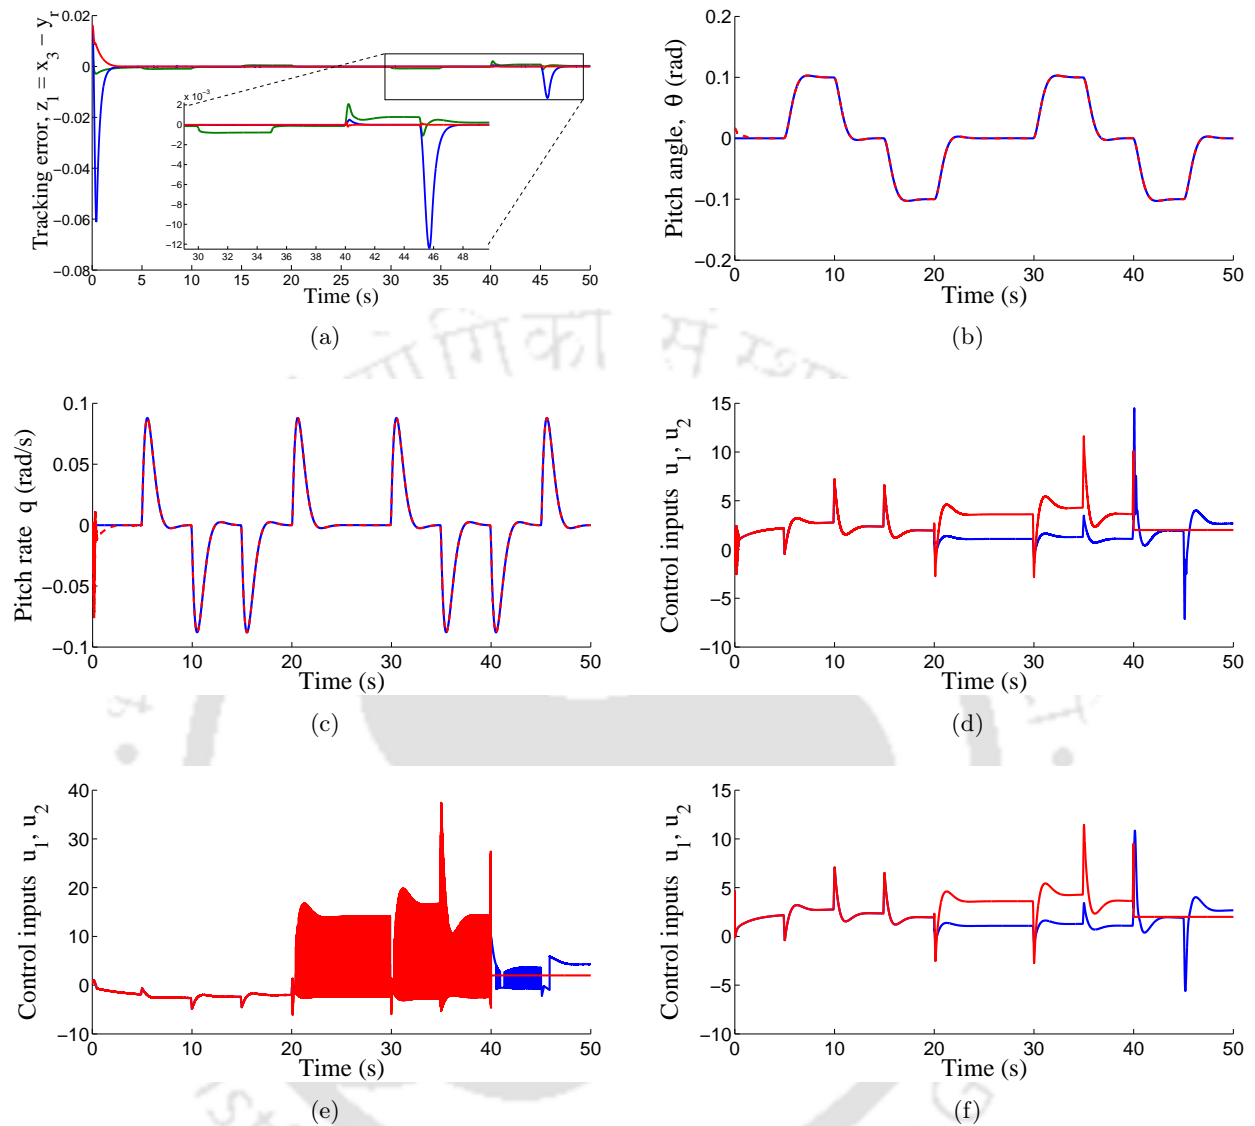 Tracking error, z1 = x3 − yr
0.02
0
−0.02
−0.04
−0.06
−0.08
x 10−3
2
0
−2
−4
−6
−8
−10
−12
30 32 34 36 38 40 42 44 46 48
0 5 10 15 20 25 30 35 40 45 50
Time (s)
(a)
Pitch angle, θ (rad)
0.2
0.1
0
−0.1
−0.2
0 10 20 30 40 50
Time (s)
(b)
Pitch rate q (rad/s)
0.1
0.05
0
−0.05
−0.1
0 10 20 30 40 50
Time (s)
(c)
Control inputs u1, u2
15
10
5
0
−5
−10
0 10 20 30 40 50
Time (s)
(d)
Control inputs u1, u2
40
30
20
10
0
−10
0 10 20 30 40 50
Time (s)
(e)
Control inputs u1, u2
15
10
5
0
−5
−10
0 10 20 30 40 50
Time (s)
(f)